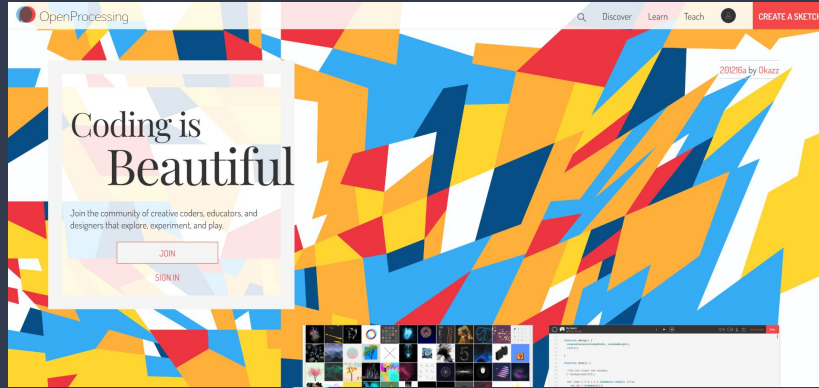 OpenProcessing
Discover Learn Teach
CREATE A SKETCH
201216a by Okazz
Coding is
Beautiful
Join the community of creative coders, educators, and
designers that explore, experiment, and play.
JOIN
SIGN IN